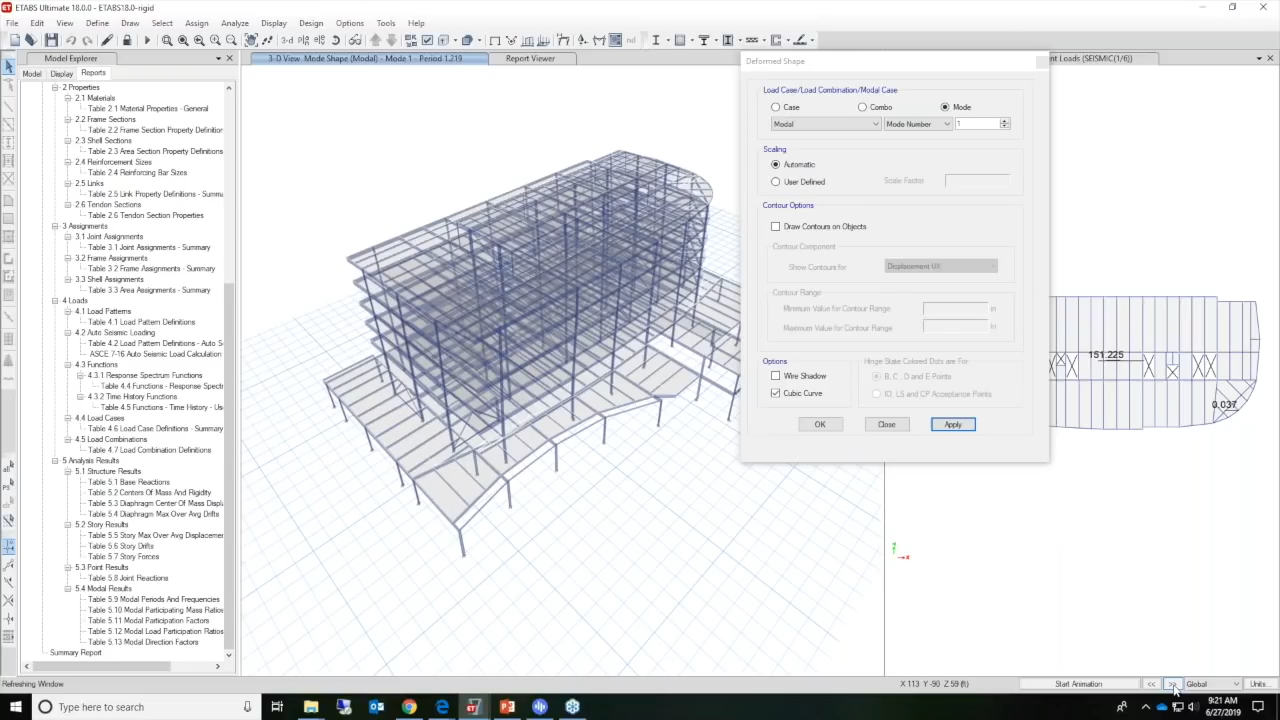 ETABS Ultimate 18.0.0 - ETABS18.0-rigid
File Edit View Define Draw Select Assign Analyze Display Design Options Tools Help
3-d
nd
Model Explorer
Model Display Reports
2 Properties
2.1 Materials
Table 2.1 Material Properties - General
2.2 Frame Sections
Table 2.2 Frame Section Property Definition
2.3 Shell Sections
Table 2.3 Area Section Property Definitions
2.4 Reinforcement Sizes
Table 2.4 Reinforcing Bar Sizes
2.5 Links
Table 2.5 Link Property Definitions - Summa
2.6 Tendon Sections
Table 2.6 Tendon Section Properties
3 Assignments
3.1 Joint Assignments
Table 3.1 Joint Assignments - Summary
3.2 Frame Assignments
Table 3.2 Frame Assignments - Summary
3.3 Shell Assignments
Table 3.3 Area Assignments - Summary
4 Loads
4.1 Load Patterns
Table 4.1 Load Pattern Definitions
4.2 Auto Seismic Loading
Table 4.2 Load Pattern Definitions - Auto S
ASCE 7-16 Auto Seismic Load Calculation
4.3 Functions
4.3.1 Response Spectrum Functions
Table 4.4 Functions - Response Spectr
4.3.2 Time History Functions
Table 4.5 Functions - Time History - Us
4.4 Load Cases
Table 4.6 Load Case Definitions - Summary
4.5 Load Combinations
Table 4.7 Load Combination Definitions
5 Analysis Results
5.1 Structure Results
Table 5.1 Base Reactions
Table 5.2 Centers Of Mass And Rigidity
Table 5.3 Diaphragm Center Of Mass Displ
Table 5.4 Diaphragm Max Over Avg Drifts
5.2 Story Results
Table 5.5 Story Max Over Avg Displacemer
Table 5.6 Story Drifts
Table 5.7 Story Forces
5.3 Point Results
Table 5.8 Joint Reactions
5.4 Modal Results
Table 5.9 Modal Periods And Frequencies
Table 5.10 Modal Participating Mass Ratios
Table 5.11 Modal Participation Factors
Table 5.12 Modal Load Participation Ratios
Table 5.13 Modal Direction Factors
Summary Report
3-D View Mode Shape (Modal) - Mode 1 - Period 1.219
Report Viewer
nt Loads (SEISMIC(1/6))
Deformed Shape
Load Case/Load Combination/Modal Case
Case Combo Mode
Modal Mode Number 1
Scaling
Automatic
User Defined Scale Factor
Contour Options
Draw Contours on Objects
Contour Component
Show Contours for Displacement UX
Contour Range
Minimum Value for Contour Range in
Maximum Value for Contour Range in
Options
Wire Shadow
Cubic Curve
Hinge State Colored Dots are For
B, C , D and E Points
IO, LS and CP Acceptance Points
OK Close Apply
151.225
0.037
X
Refreshing Window
X 113 Y -90 Z 59 (ft)
Start Animation << >> Global Units...
Type here to search
9:21 AM
6/27/2019